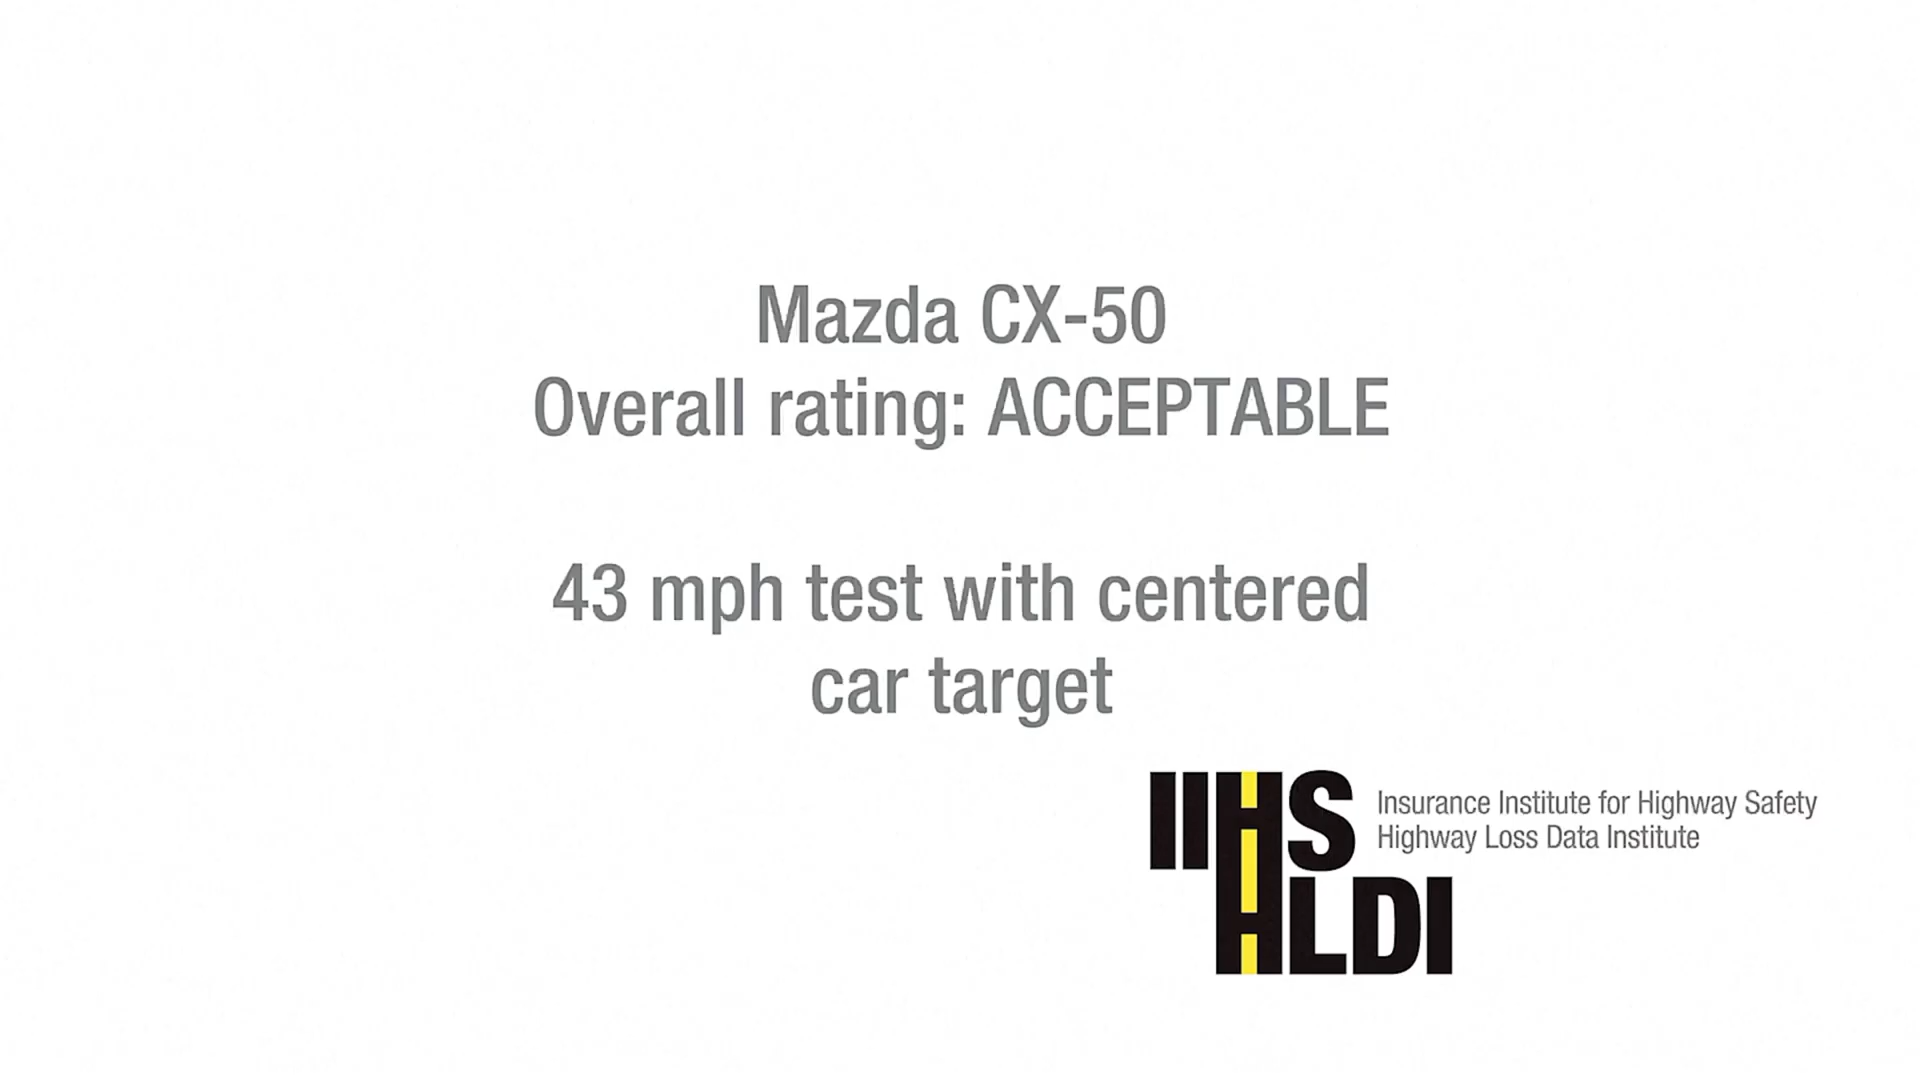 Mazda CX-50
Overall rating: ACCEPTABLE
43 mph test with centered
car target
IIHS
HLDI
Insurance Institute for Highway Safety
Highway Loss Data Institute